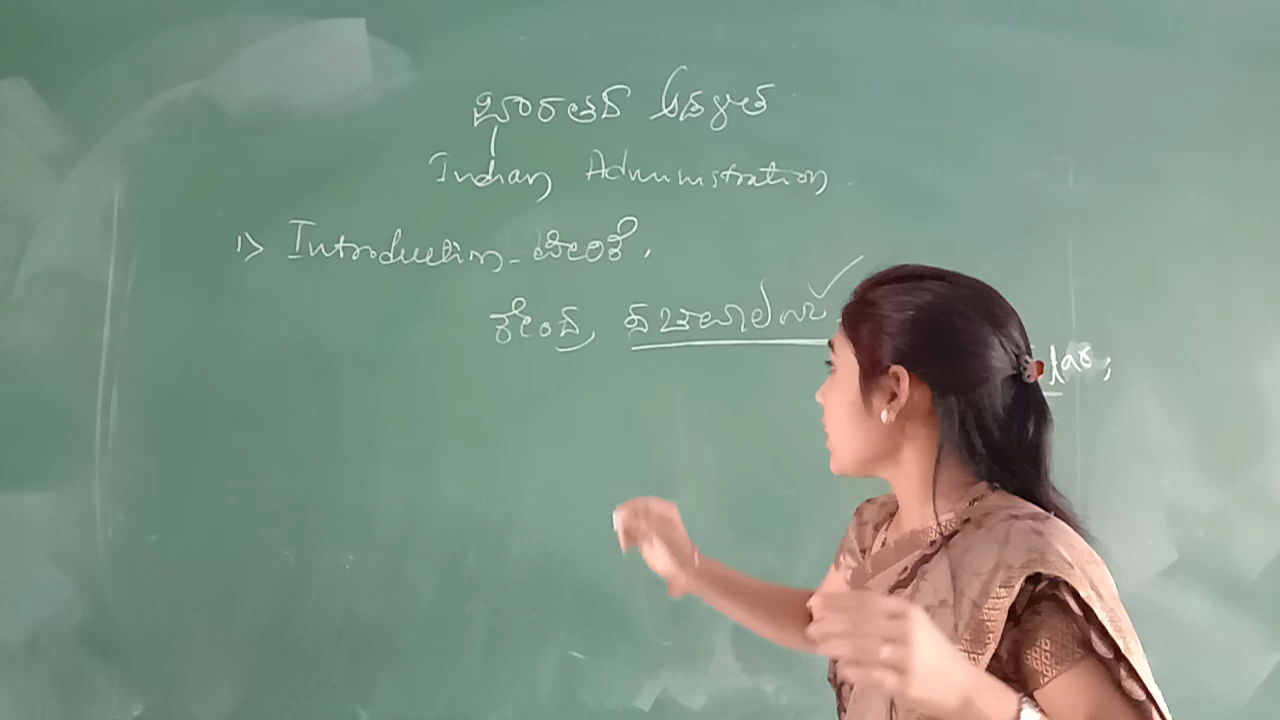 ಭಾರತದ ಆಡಳಿತ
Indian Administration.
1> Introduction - ಪೀಠಿಕೆ.
ಕೇಂದ್ರ ಸಚಿವಾಲಯ